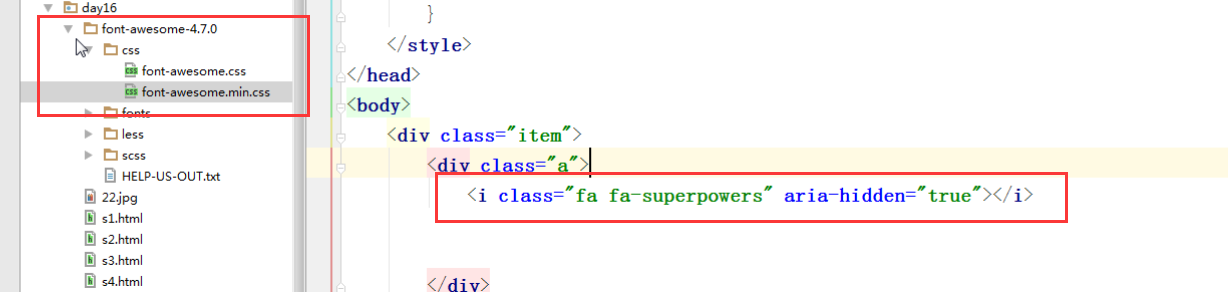 day16
font-awesome-4.7.0
css
font-awesome.css
font-awesome.min.css
fonts
less
scss
HELP-US-OUT.txt
22.jpg
s1.html
s2.html
s3.html
s4.html
}
</style>
</head>
<body>
<div class="item">
<div class="a">
<i class="fa fa-superpowers" aria-hidden="true"></i>
</div>